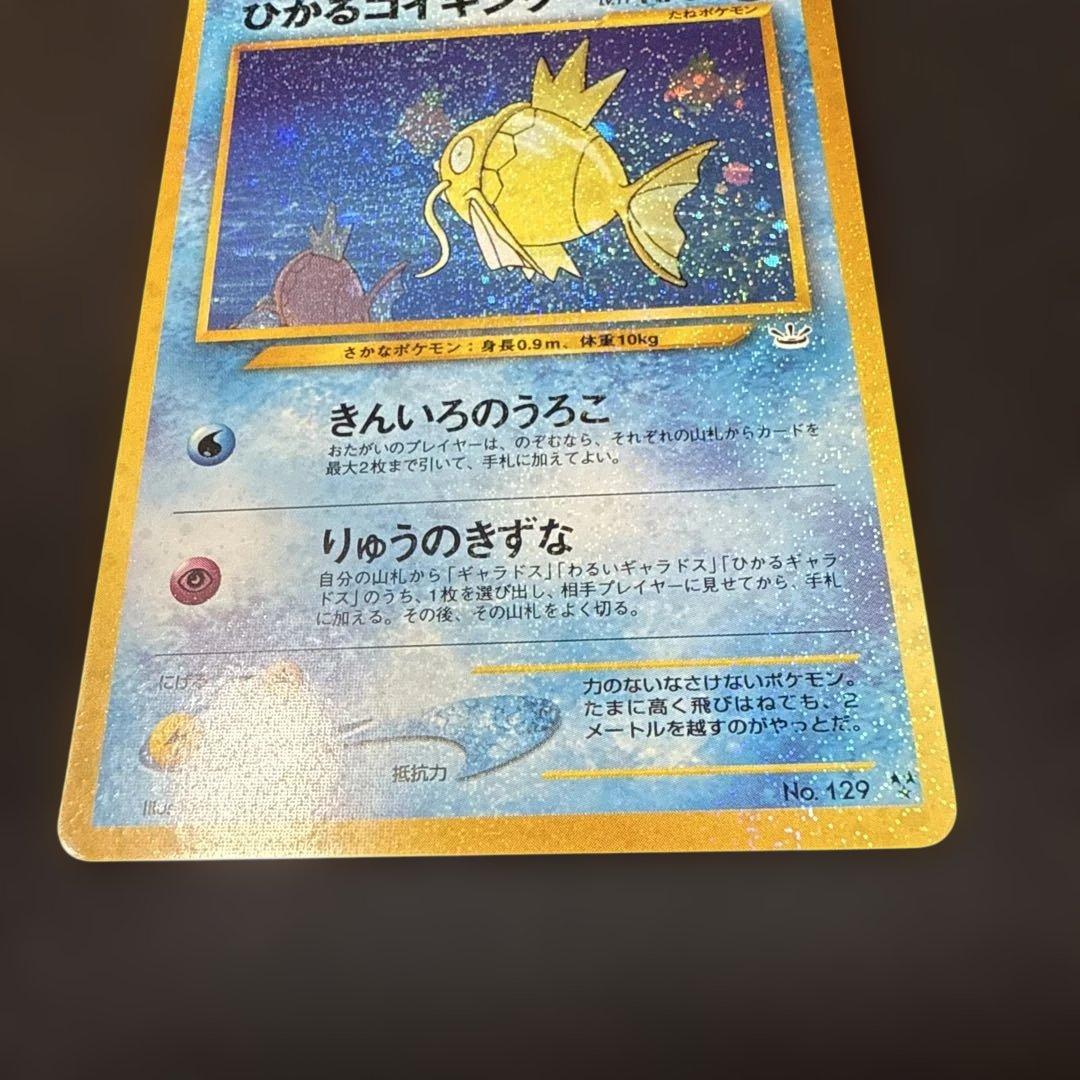 ひかるコイキング
たねポケモン
さかなポケモン：身長0.9m、体重10kg
きんいろのうろこ
おたがいのプレイヤーは、のぞむなら、それぞれの山札からカードを
最大2枚まで引いて、手札に加えてよい。
りゅうのきずな
自分の山札から「ギャラドス」「わるいギャラドス」「ひかるギャラ
ドス」のうち、1枚を選び出し、相手プレイヤーに見せてから、手札
に加える。その後、その山札をよく切る。
にげる
力のないなさけないポケモン。
たまに高く飛びはねても、2
メートルを越すのがやっとだ。
抵抗力
No. 129
Illus